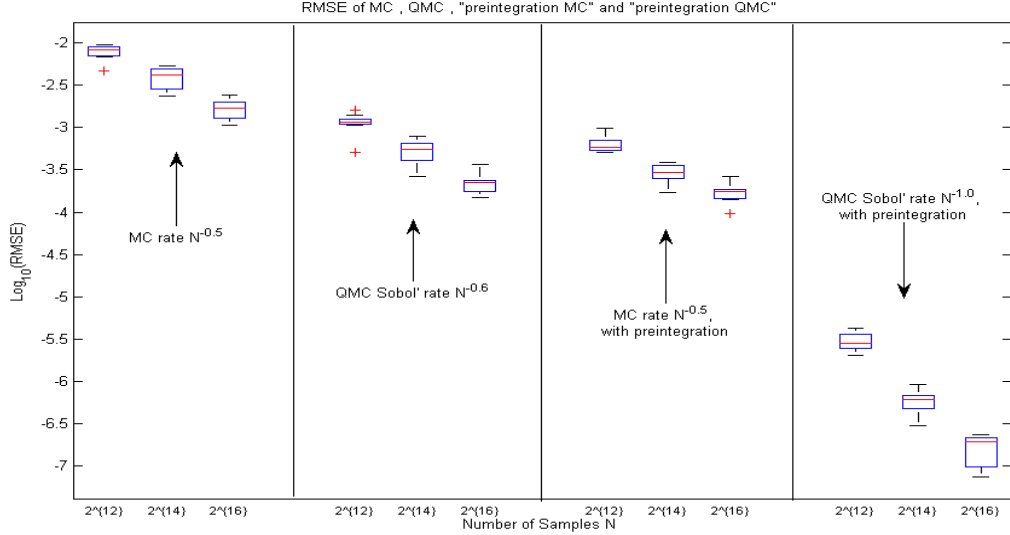 RMSE of MC , QMC , "preintegration MC" and "preintegration QMC"
Log10(RMSE)
-2
-2.5
-3
-3.5
-4
-4.5
-5
-5.5
-6
-6.5
-7
MC rate N^-0.5
QMC Sobol' rate N^-0.6
MC rate N^-0.5,
with preintegration
QMC Sobol' rate N^-1.0,
with preintegration
2^{12} 2^{14} 2^{16} 2^{12} 2^{14} 2^{16} 2^{12} 2^{14} 2^{16} 2^{12} 2^{14} 2^{16}
Number of Samples N